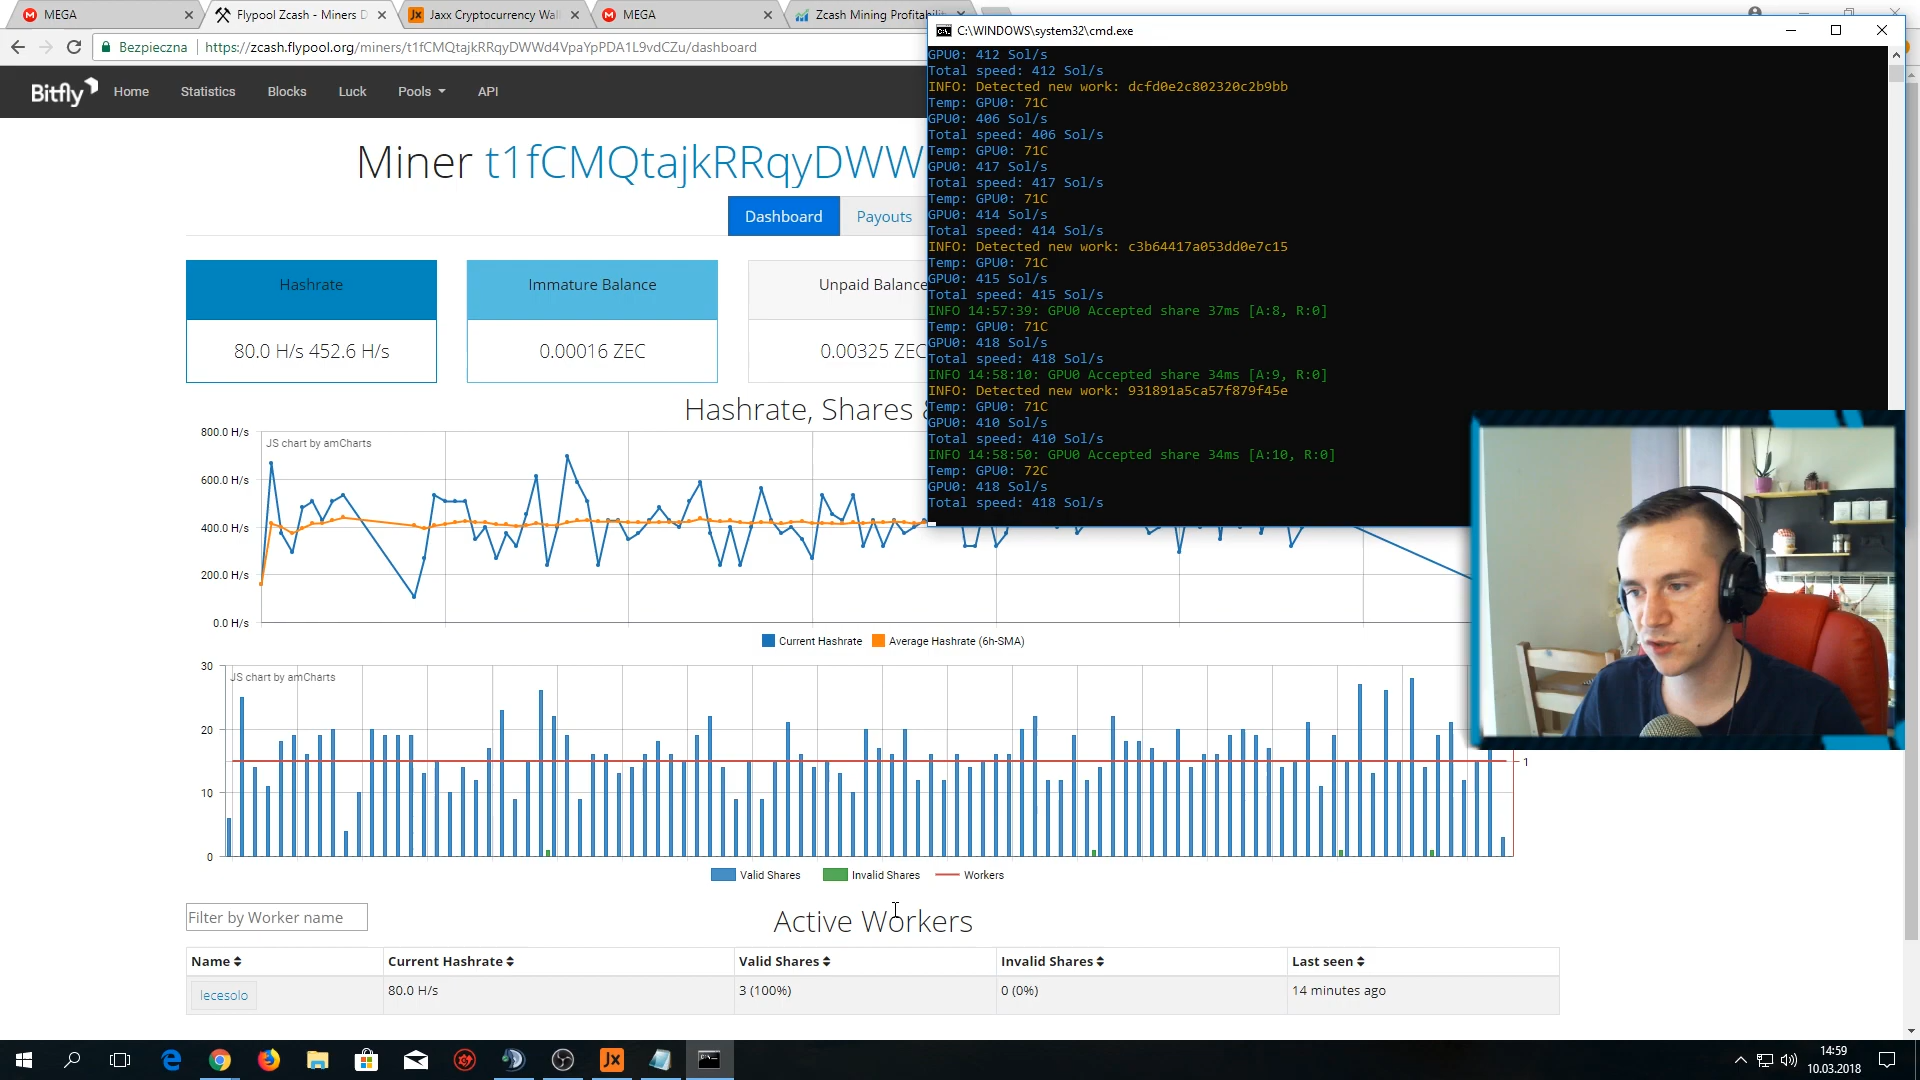 MEGA
Flypool Zcash - Miners D
Jaxx Cryptocurrency Wal
MEGA
Zcash Mining Profitabili
Bezpieczna
https://zcash.flypool.org/miners/t1fCMQtajkRRqyDWWd4VpaYpPDA1L9vdCZu/dashboard
Bitfly
Home
Statistics
Blocks
Luck
Pools
API
Miner t1fCMQtajkRRqyDWW
Dashboard
Payouts
Hashrate
80.0 H/s 452.6 H/s
Immature Balance
0.00016 ZEC
Unpaid Balance
0.00325 ZEC
C:\WINDOWS\system32\cmd.exe
GPU0: 412 Sol/s
Total speed: 412 Sol/s
INFO: Detected new work: dcfd0e2c802320c2b9bb
Temp: GPU0: 71C
GPU0: 406 Sol/s
Total speed: 406 Sol/s
Temp: GPU0: 71C
GPU0: 417 Sol/s
Total speed: 417 Sol/s
Temp: GPU0: 71C
GPU0: 414 Sol/s
Total speed: 414 Sol/s
INFO: Detected new work: c3b64417a053dd0e7c15
Temp: GPU0: 71C
GPU0: 415 Sol/s
Total speed: 415 Sol/s
INFO 14:57:39: GPU0 Accepted share 37ms [A:8, R:0]
Temp: GPU0: 71C
GPU0: 418 Sol/s
Total speed: 418 Sol/s
INFO 14:58:10: GPU0 Accepted share 34ms [A:9, R:0]
INFO: Detected new work: 931891a5ca57f879f45e
Temp: GPU0: 71C
GPU0: 410 Sol/s
Total speed: 410 Sol/s
INFO 14:58:50: GPU0 Accepted share 34ms [A:10, R:0]
Temp: GPU0: 72C
GPU0: 418 Sol/s
Total speed: 418 Sol/s
Hashrate, Shares
800.0 H/s
JS chart by amCharts
600.0 H/s
400.0 H/s
200.0 H/s
0.0 H/s
Current Hashrate
Average Hashrate (6h-SMA)
30
JS chart by amCharts
20
1
10
0
Valid Shares
Invalid Shares
Workers
Filter by Worker name
Active Workers
Name
Current Hashrate
Valid Shares
Invalid Shares
Last seen
lecesolo
80.0 H/s
3 (100%)
0 (0%)
14 minutes ago
Jx
14:59
10.03.2018